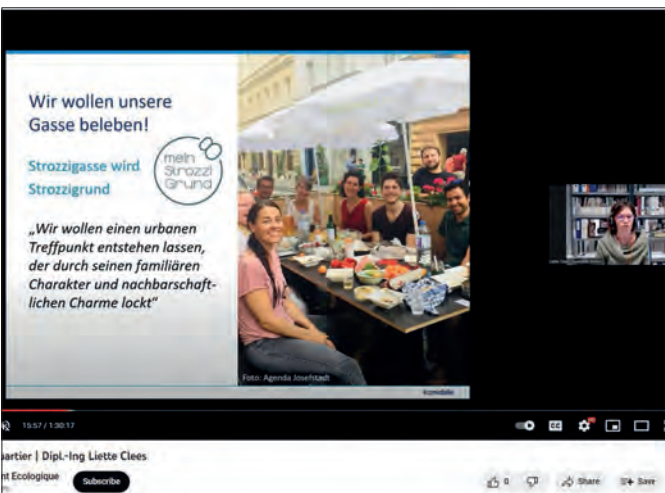 Wir wollen unsere
Gasse beleben!
Strozzigasse wird
Strozzigrund
mein
Strozzi
Grund
„Wir wollen einen urbanen
Treffpunkt entstehen lassen,
der durch seinen familiären
Charakter und nachbarschaft-
lichen Charme lockt“
Foto: Agenda Josefstadt
komobile
15:57 / 1:30:17
CC
artier | Dipl.-Ing Liette Clees
nt Ecologique
Subscribe
0
Share
Save